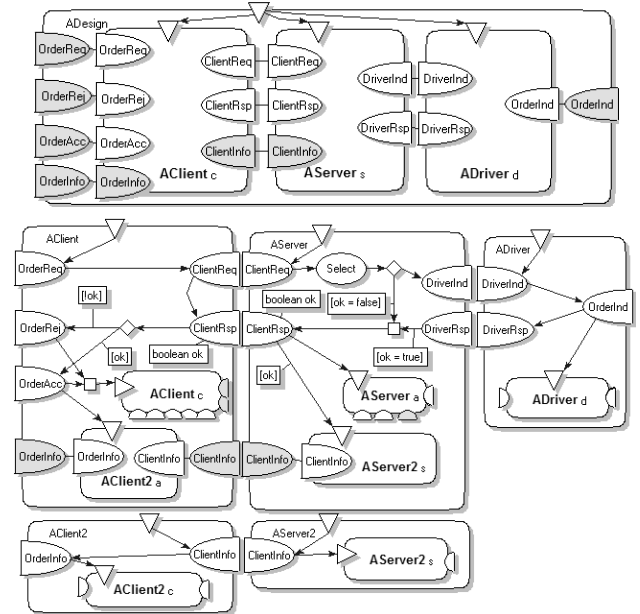 ADesign
OrderReq OrderReq ClientReq ClientReq
DriverInd DriverInd
OrderRej OrderRej ClientRsp ClientRsp OrderInd OrderInd
DriverRsp DriverRsp
OrderAcc OrderAcc ClientInfo ClientInfo
OrderInfo OrderInfo AClient c AServer s ADriver d
AClient AServer ADriver
OrderReq ClientReq ClientReq Select DriverInd DriverInd
[!ok] boolean ok [ok = false] OrderInd
OrderRej ClientRsp ClientRsp DriverRsp DriverRsp
[ok] boolean ok [ok = true]
[ok]
OrderAcc AClient c AServer a ADriver d
OrderInfo OrderInfo ClientInfo ClientInfo ClientInfo ClientInfo
AClient2 a AServer2 s
AClient2 AServer2
OrderInfo ClientInfo ClientInfo AServer2 s
AClient2 c